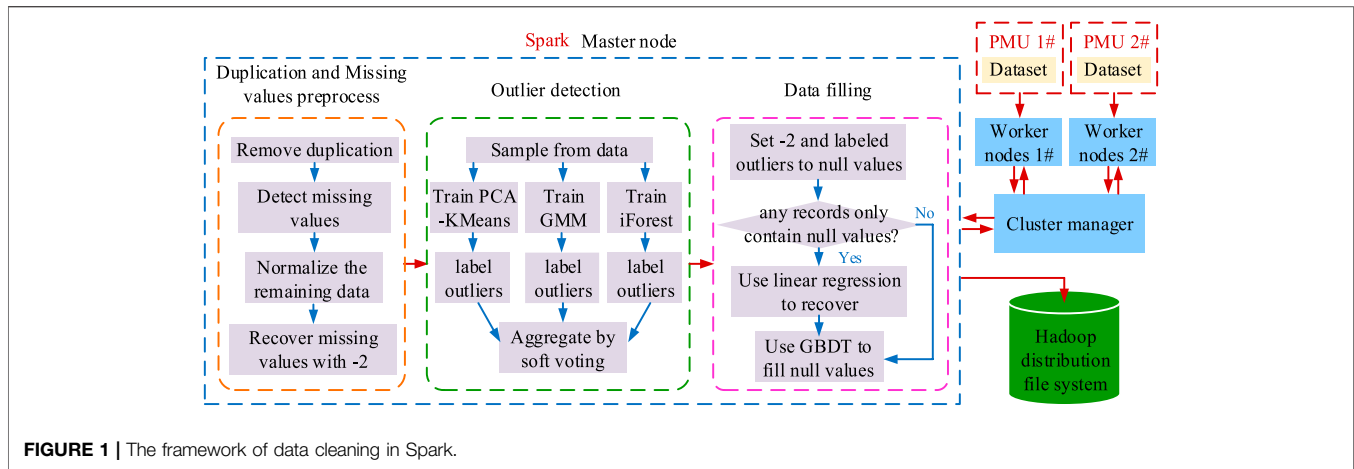 Spark Master node
Duplication and Missing
values preprocess
Remove duplication
Detect missing
values
Normalize the
remaining data
Recover missing
values with -2
Outlier detection
Sample from data
Train PCA
-KMeans
Train
GMM
Train
iForest
label
outliers
label
outliers
label
outliers
Aggregate by
soft voting
Data filling
Set -2 and labeled
outliers to null values
any records only
contain null values?
No
Yes
Use linear regression
to recover
Use GBDT to
fill null values
PMU 1#
Dataset
PMU 2#
Dataset
Worker
nodes 1#
Worker
nodes 2#
Cluster manager
Hadoop
distribution
file system
FIGURE 1 | The framework of data cleaning in Spark.